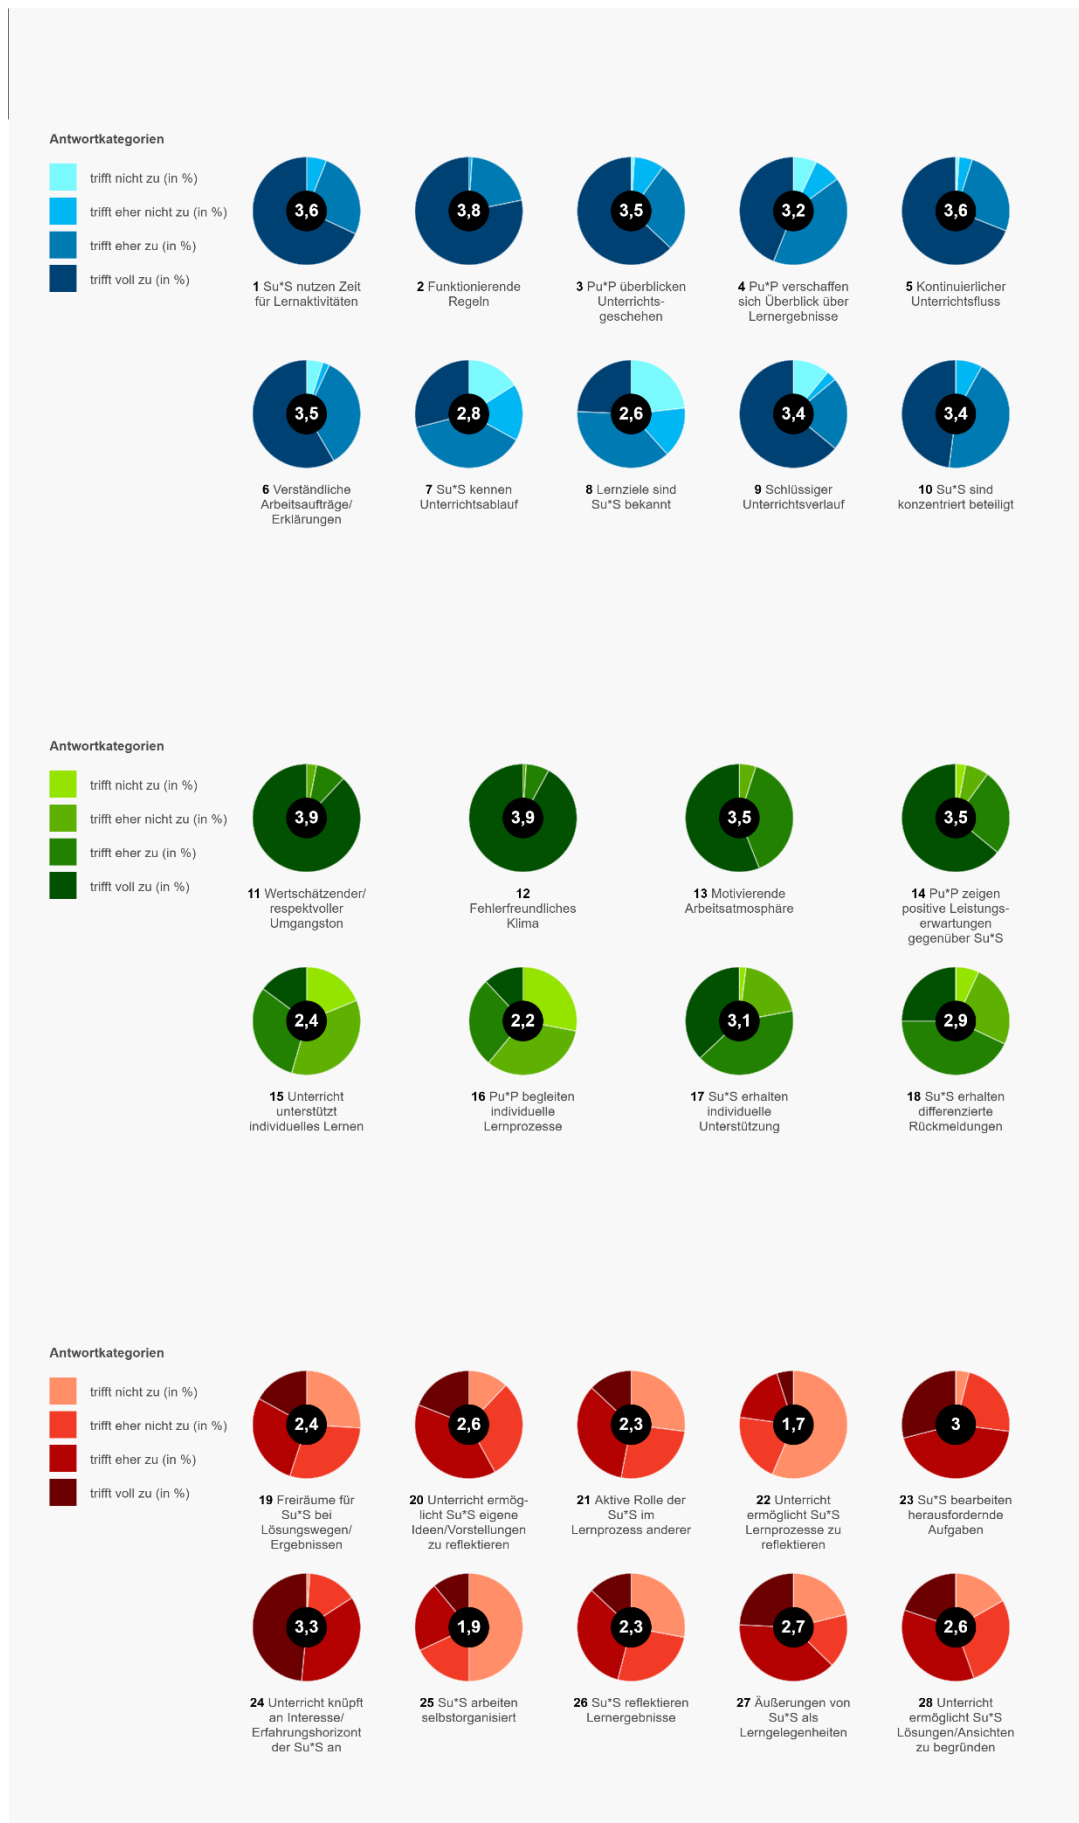 Antwortkategorien
trifft nicht zu (in %)
trifft eher nicht zu (in %)
trifft eher zu (in %)
trifft voll zu (in %)
3,6
3,8
3,5
3,2
3,6
1 Su*S nutzen Zeit
für Lernaktivitäten
2 Funktionierende
Regeln
3 Pu*P überblicken
Unterrichts-
geschehen
4 Pu*P verschaffen
sich Überblick über
Lernergebnisse
5 Kontinuierlicher
Unterrichtsfluss
3,5
2,8
2,6
3,4
3,4
6 Verständliche
Arbeitsaufträge/
Erklärungen
7 Su*S kennen
Unterrichtsablauf
8 Lernziele sind
Su*S bekannt
9 Schlüssiger
Unterrichtsverlauf
10 Su*S sind
konzentriert beteiligt
Antwortkategorien
trifft nicht zu (in %)
trifft eher nicht zu (in %)
trifft eher zu (in %)
trifft voll zu (in %)
3,9
3,9
3,5
3,5
11 Wertschätzender/
respektvoller
Umgangston
12
Fehlerfreundliches
Klima
13 Motivierende
Arbeitsatmosphäre
14 Pu*P zeigen
positive Leistungs-
erwartungen
gegenüber Su*S
2,4
2,2
3,1
2,9
15 Unterricht
unterstützt
individuelles Lernen
16 Pu*P begleiten
individuelle
Lernprozesse
17 Su*S erhalten
individuelle
Unterstützung
18 Su*S erhalten
differenzierte
Rückmeldungen
Antwortkategorien
trifft nicht zu (in %)
trifft eher nicht zu (in %)
trifft eher zu (in %)
trifft voll zu (in %)
2,4
2,6
2,3
1,7
3
19 Freiräume für
Su*S bei
Lösungswegen/
Ergebnissen
20 Unterricht ermög-
licht Su*S eigene
Ideen/Vorstellungen
zu reflektieren
21 Aktive Rolle der
Su*S im
Lernprozess anderer
22 Unterricht
ermöglicht Su*S
Lernprozesse zu
reflektieren
23 Su*S bearbeiten
herausfordernde
Aufgaben
3,3
1,9
2,3
2,7
2,6
24 Unterricht knüpft
an Interesse/
Erfahrungshorizont
der Su*S an
25 Su*S arbeiten
selbstorganisiert
26 Su*S reflektieren
Lernergebnisse
27 Äußerungen von
Su*S als
Lerngelegenheiten
28 Unterricht
ermöglicht Su*S
Lösungen/Ansichten
zu begründen